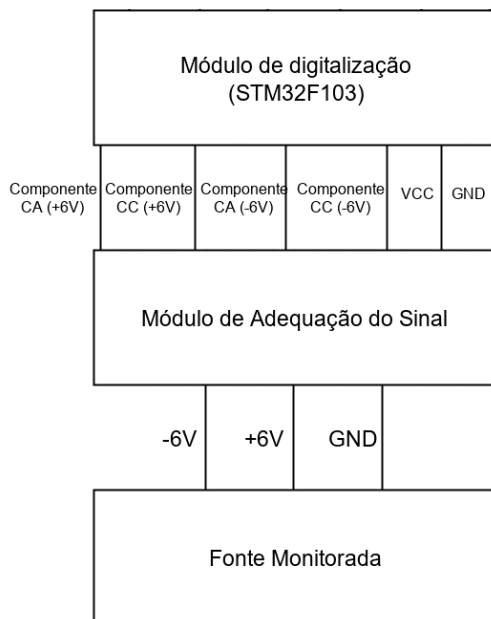 Módulo de digitalização
(STM32F103)
Componente
CA (+6V)
Componente
CC (+6V)
Componente
CA (-6V)
Componente
CC (-6V)
VCC
GND
Módulo de Adequação do Sinal
-6V
+6V
GND
Fonte Monitorada